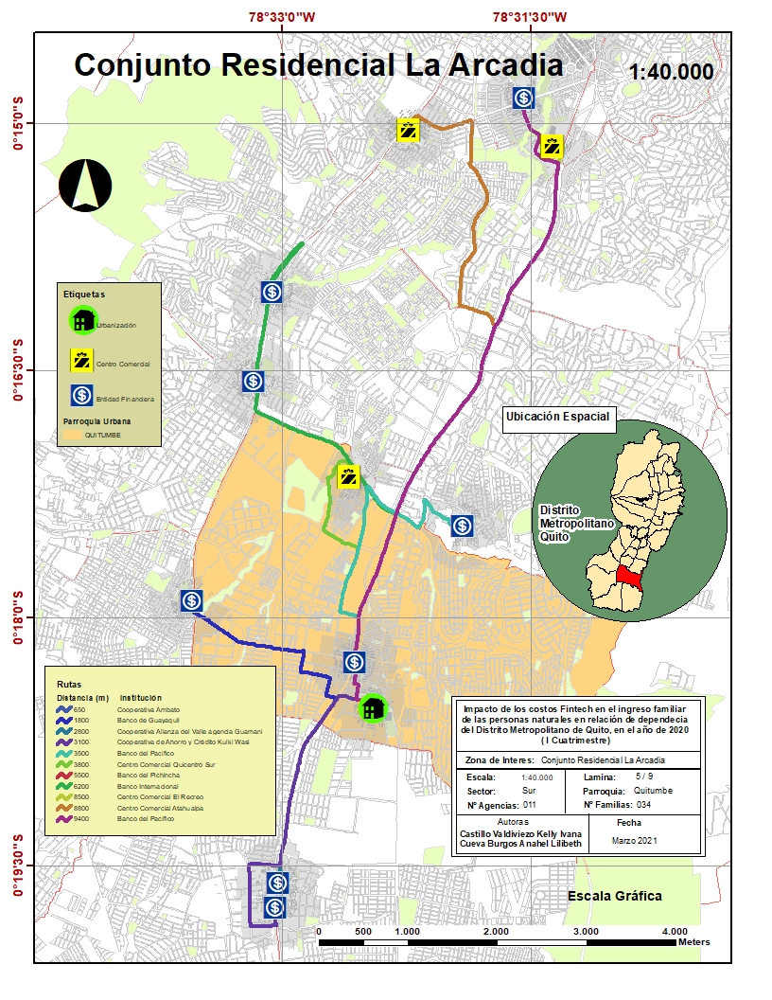 78°33'0"W 78°31'30"W
Conjunto Residencial La Arcadia 1:40.000
0°15'0"S
0°16'30"S
0°18'0"S
0°19'30"S
Etiquetas
Urbanización
Centro Comercial
Entidad Financiera
Parroquia Urbana
QUITUMBE
Ubicación Espacial
Distrito
Metropolitano
Quito
Rutas
Distancia (m) Institución
650 Cooperativa Ambato
1800 Banco de Guayaquil
2800 Cooperativa Alianza del Valle agencia Guamani
3100 Cooperativa de Ahorro y Crédito Kulki Wasi
3500 Banco del Pacífico
3800 Centro Comercial Quicentro Sur
5500 Banco del Pichincha
6200 Banco Internacional
8500 Centro Comercial El Recreo
8800 Centro Comercial Atahualpa
9400 Banco del Pacífico
Impacto de los costos Fintech en el ingreso familiar
de las personas naturales en relación de dependecia
del Distrito Metropolitano de Quito, en el año de 2020
( I Cuatrimestre)
Zona de Interes: Conjunto Residencial La Arcadia
Escala: 1:40.000 Lamina: 5 / 9
Sector: Sur Parroquia: Quitumbe
Nº Agencias: 011 Nº Familias: 034
Autoras Fecha
Castillo Valdiviezo Kelly Ivana
Cueva Burgos Anahel Lilibeth
Marzo 2021
Escala Gráfica
0 500 1.000 2.000 3.000 4.000
Meters